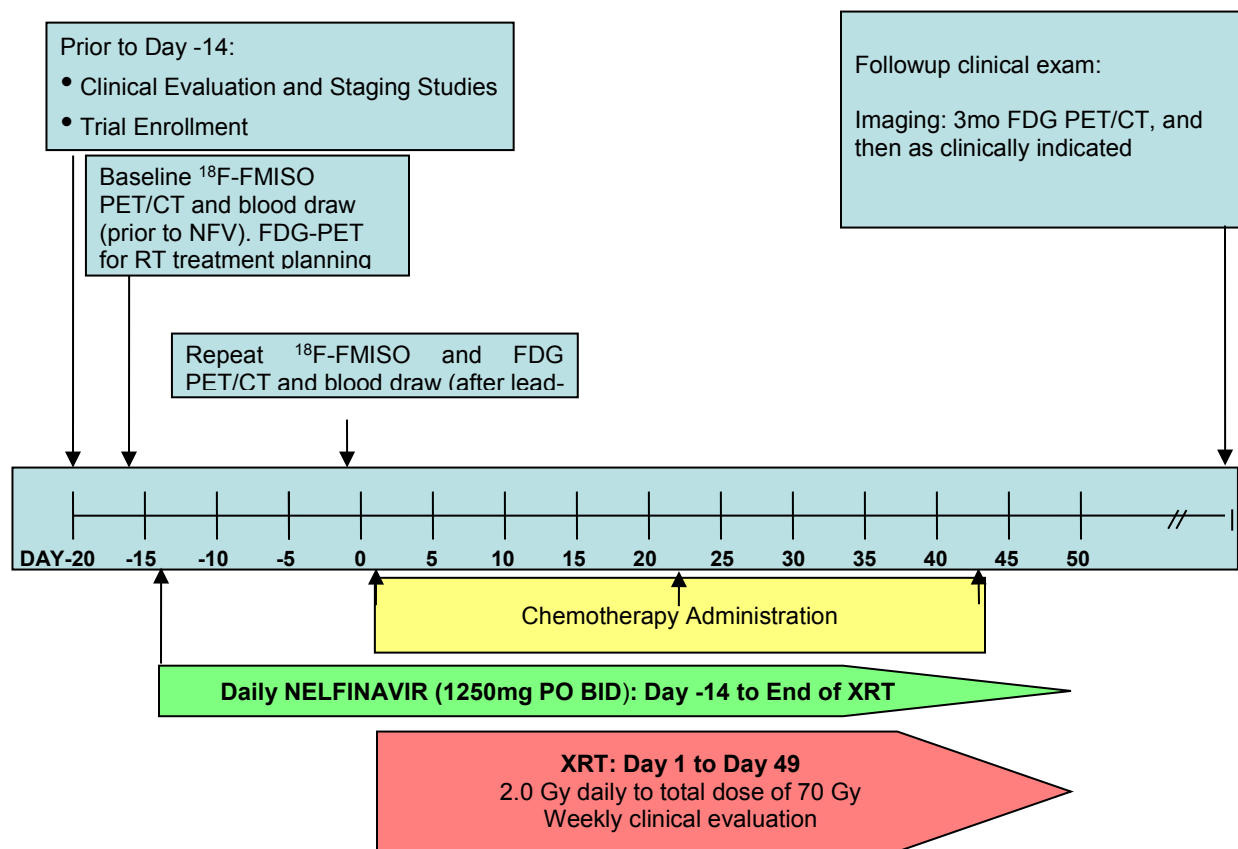 Prior to Day -14:
• Clinical Evaluation and Staging Studies
• Trial Enrollment
Followup clinical exam:
Imaging: 3mo FDG PET/CT, and
then as clinically indicated
Baseline ¹⁸F-FMISO
PET/CT and blood draw
(prior to NFV). FDG-PET
for RT treatment planning
Repeat ¹⁸F-FMISO and FDG
PET/CT and blood draw (after lead-
DAY-20 -15 -10 -5 0 5 10 15 20 25 30 35 40 45 50
Chemotherapy Administration
Daily NELFINAVIR (1250mg PO BID): Day -14 to End of XRT
XRT: Day 1 to Day 49
2.0 Gy daily to total dose of 70 Gy
Weekly clinical evaluation